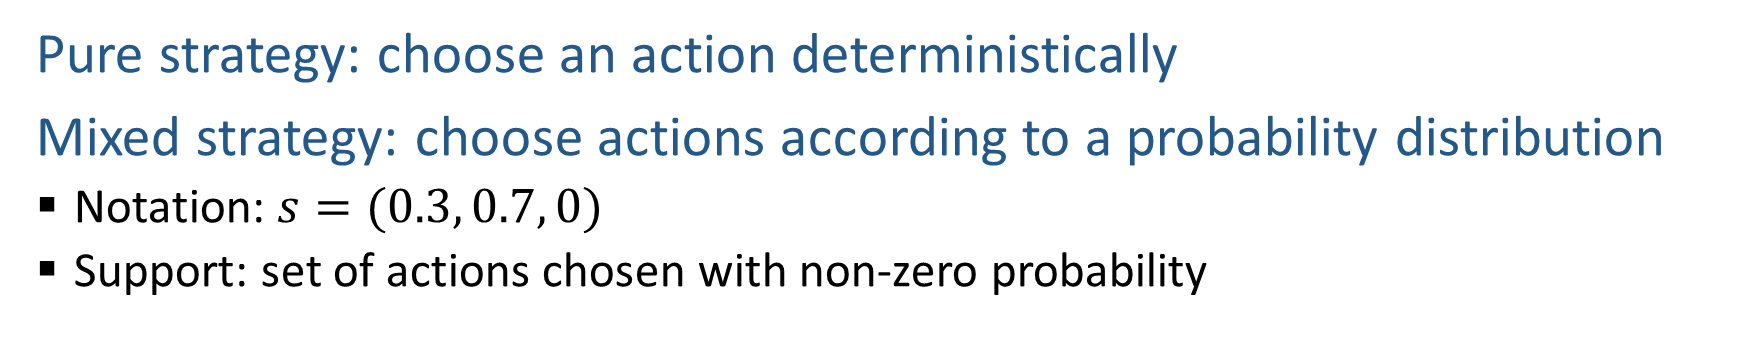 Pure strategy: choose an action deterministically
Mixed strategy: choose actions according to a probability distribution
▪ Notation: s = (0.3, 0.7, 0)
▪ Support: set of actions chosen with non-zero probability